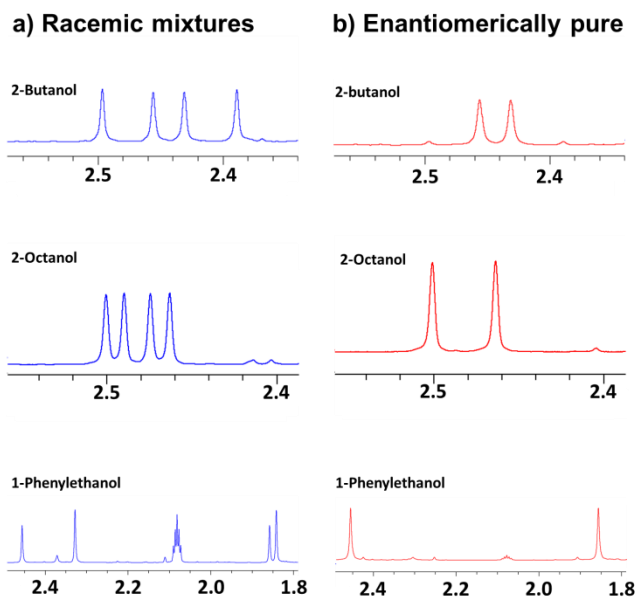 a) Racemic mixtures
b) Enantiomerically pure
2-Butanol
2-butanol
2.5 2.4
2.5 2.4
2-Octanol
2-Octanol
2.5 2.4
2.5 2.4
1-Phenylethanol
1-Phenylethanol
2.4 2.2 2.0 1.8
2.4 2.2 2.0 1.8